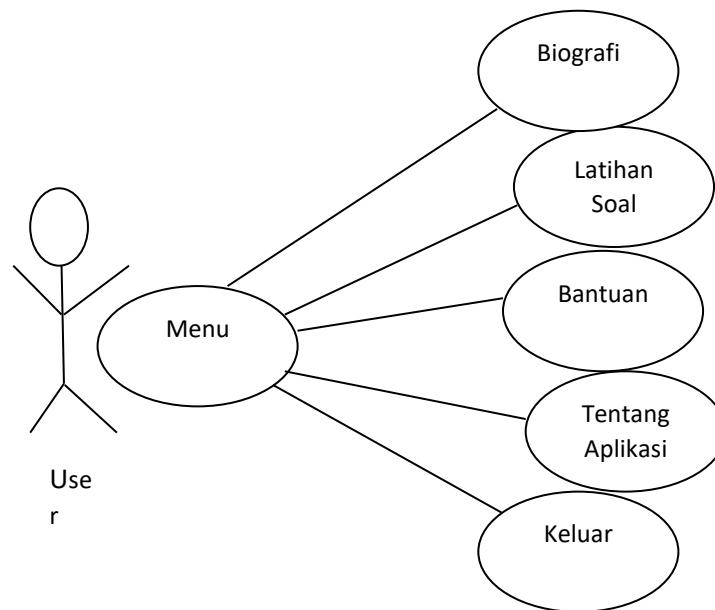 Biografi
Latihan
Soal
Menu
Bantuan
Tentang
Aplikasi
Use
r
Keluar